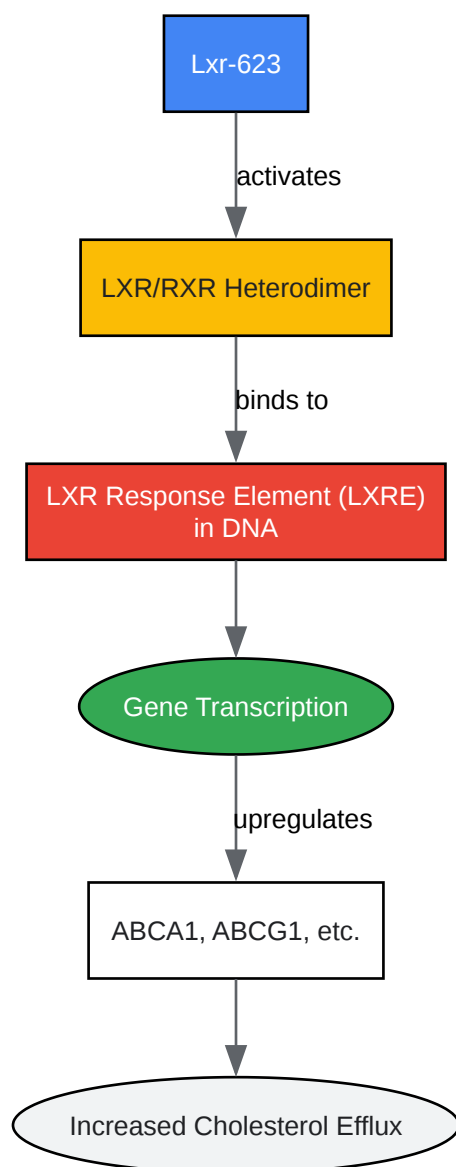 Lxr-623
activates
LXR/RXR Heterodimer
binds to
LXR Response Element (LXRE)
in DNA
Gene Transcription
upregulates
ABCA1, ABCG1, etc.
Increased Cholesterol Efflux